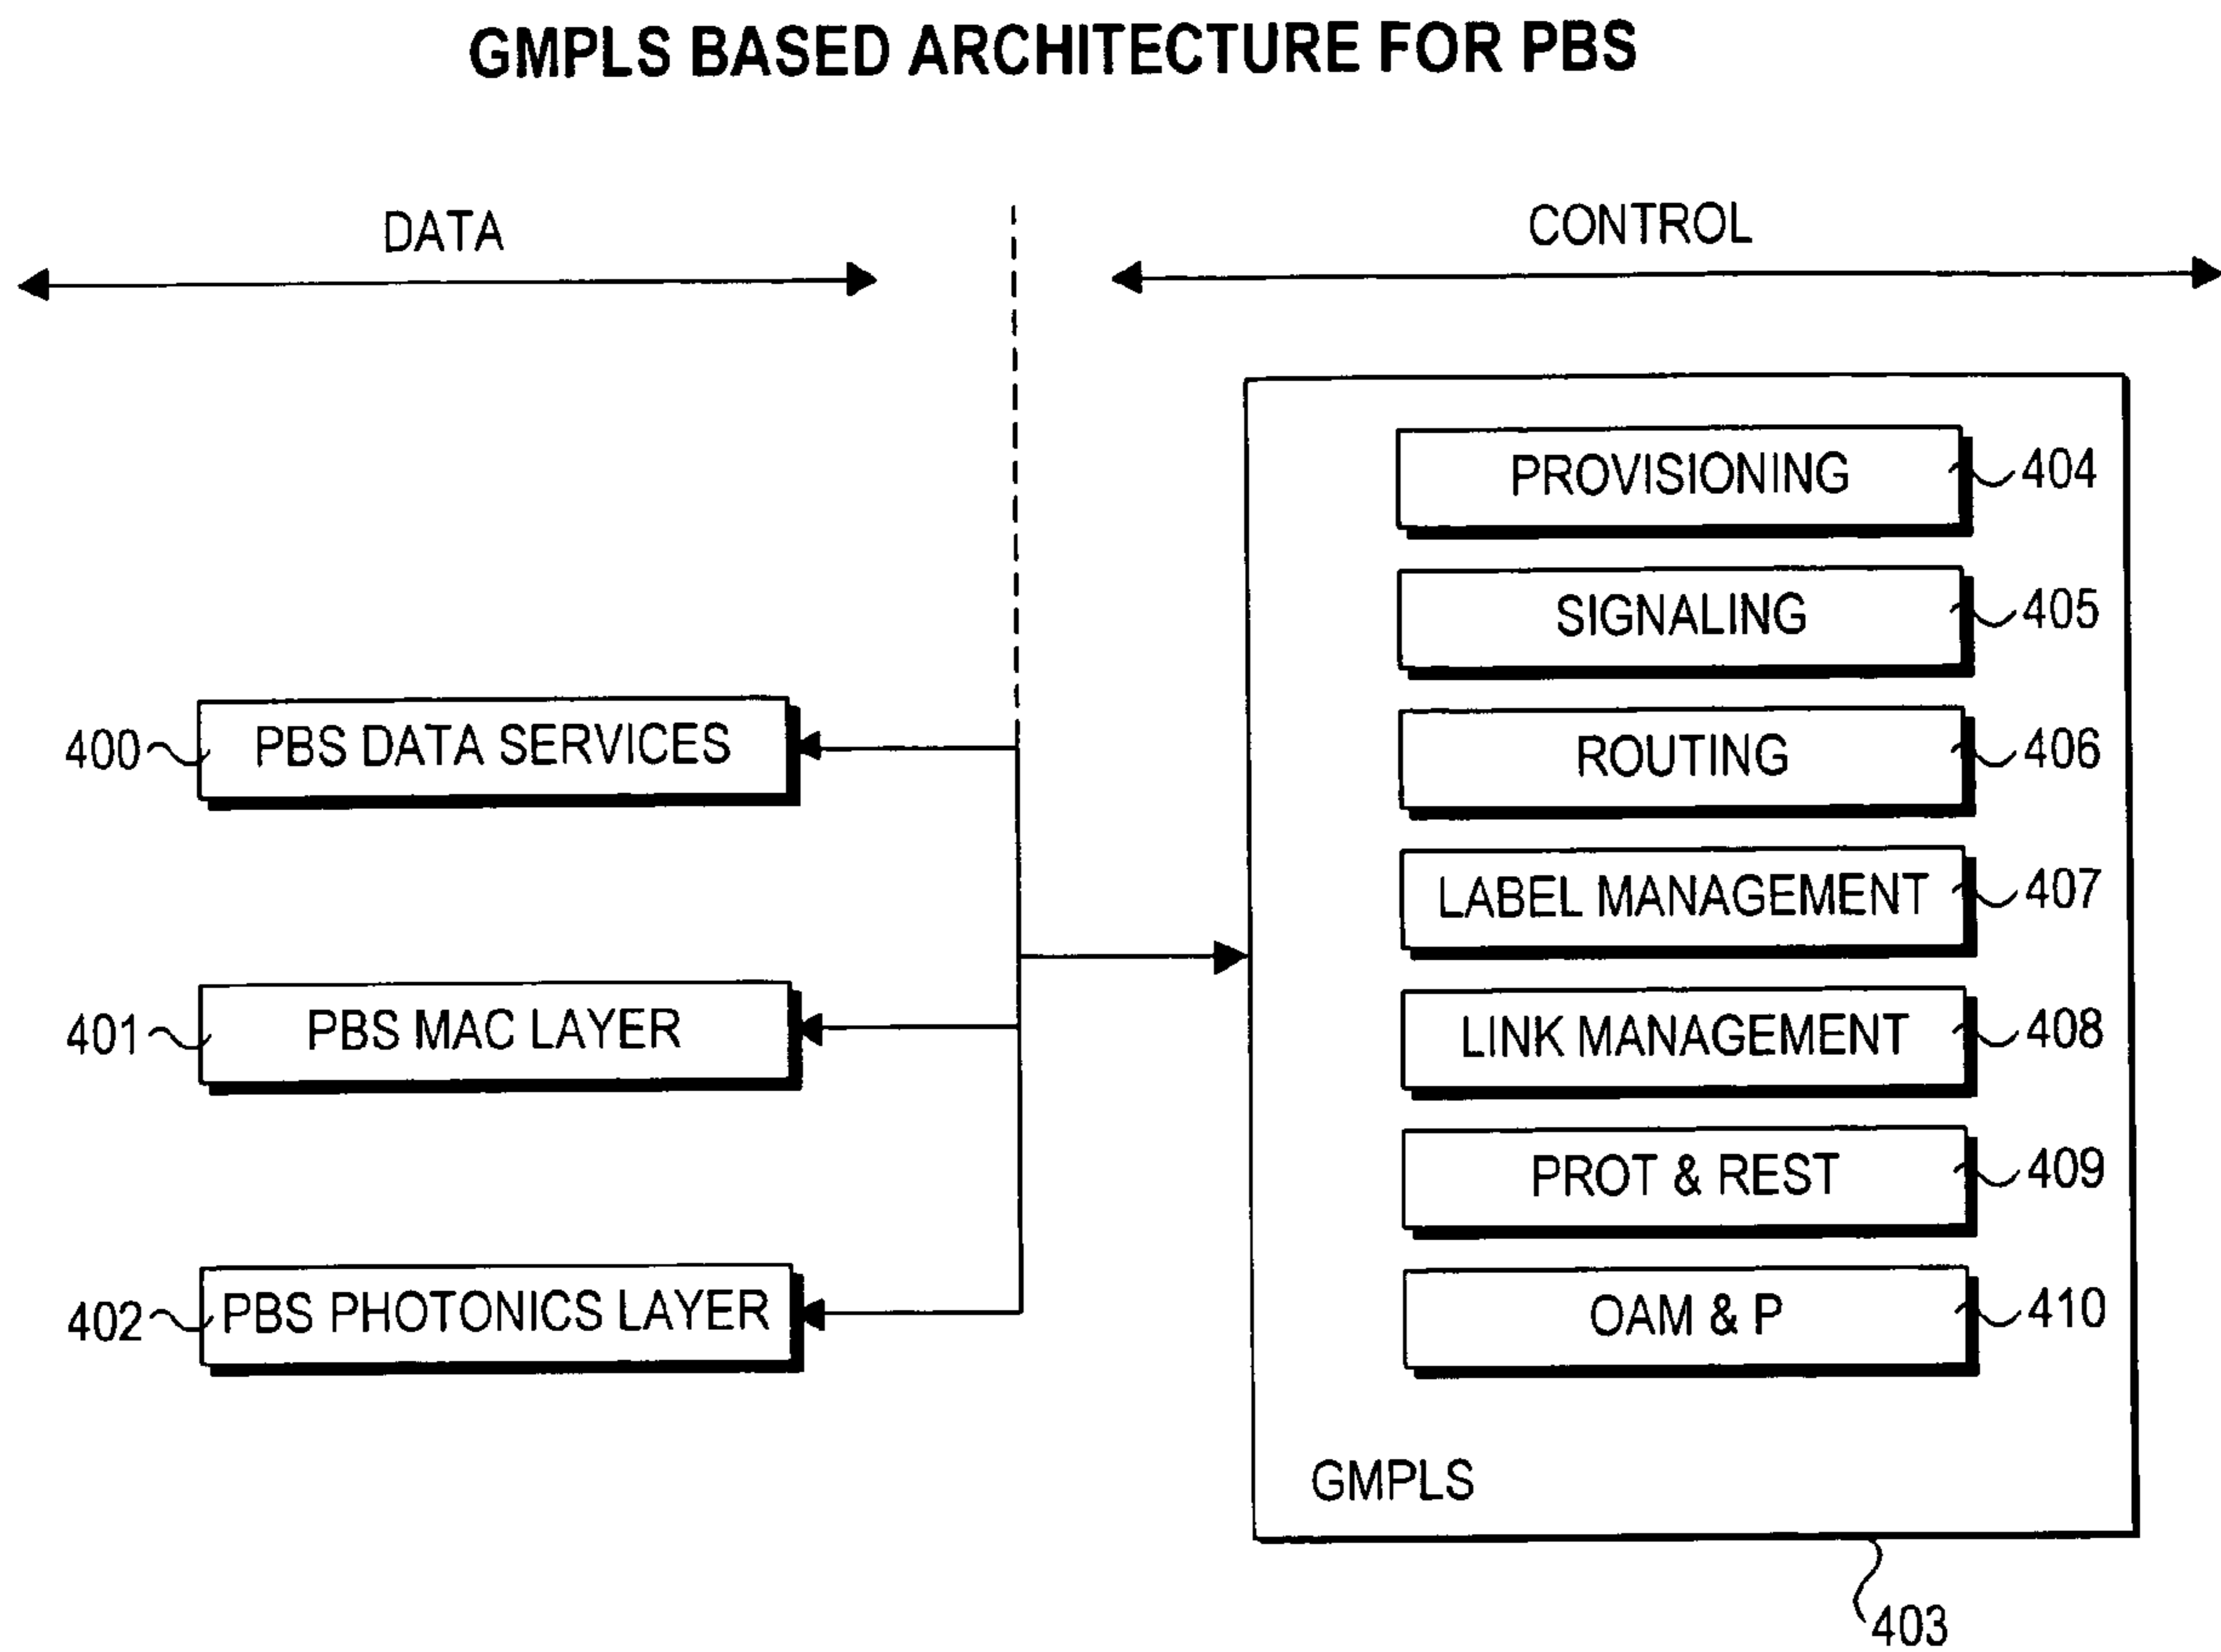 GMPLS BASED ARCHITECTURE FOR PBS
DATA
CONTROL
PROVISIONING 404
SIGNALING 405
400 PBS DATA SERVICES
ROUTING 406
LABEL MANAGEMENT 407
401 PBS MAC LAYER
LINK MANAGEMENT 408
PROT & REST 409
402 PBS PHOTONICS LAYER
OAM & P 410
GMPLS
403